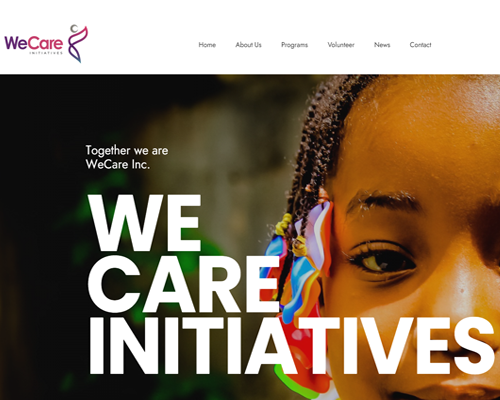 WeCare
INITIATIVES
Home About Us Programs Volunteer News Contact
Together we are
WeCare Inc.
WE
CARE
INITIATIVES